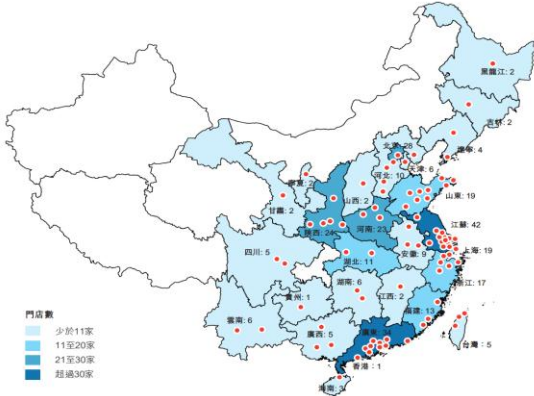 黑龍江: 2
吉林: 2
遼寧: 4
北京: 28
天津: 6
河北: 10
寧夏: 2
山西: 2
山東: 19
甘肅: 2
陝西: 24
河南: 23
江蘇: 42
上海: 19
安徽: 9
四川: 5
湖北: 11
浙江: 17
湖南: 6
江西: 2
貴州: 1
福建: 13
雲南: 6
廣西: 5
廣東: 34
台灣: 5
香港: 1
海南: 3
門店數
少於11家
11至20家
21至30家
超過30家